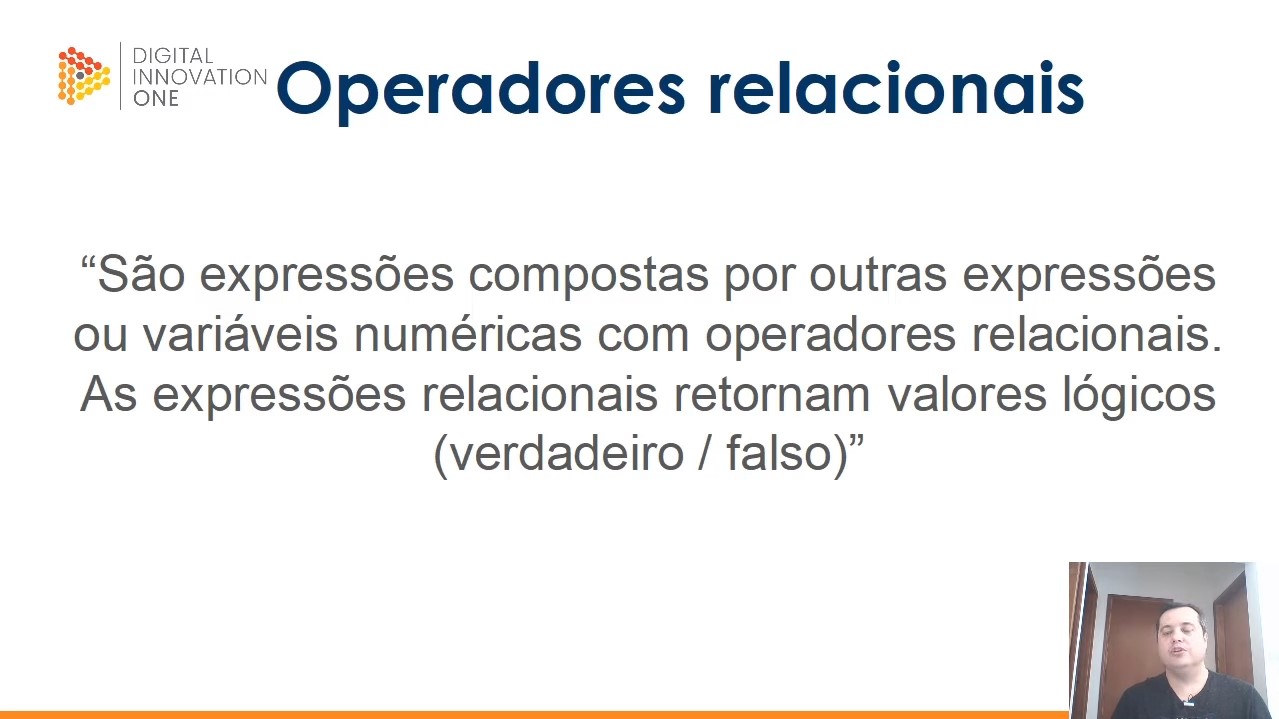 DIGITAL
INNOVATION
ONE
Operadores relacionais
“São expressões compostas por outras expressões
ou variáveis numéricas com operadores relacionais.
As expressões relacionais retornam valores lógicos
(verdadeiro / falso)”